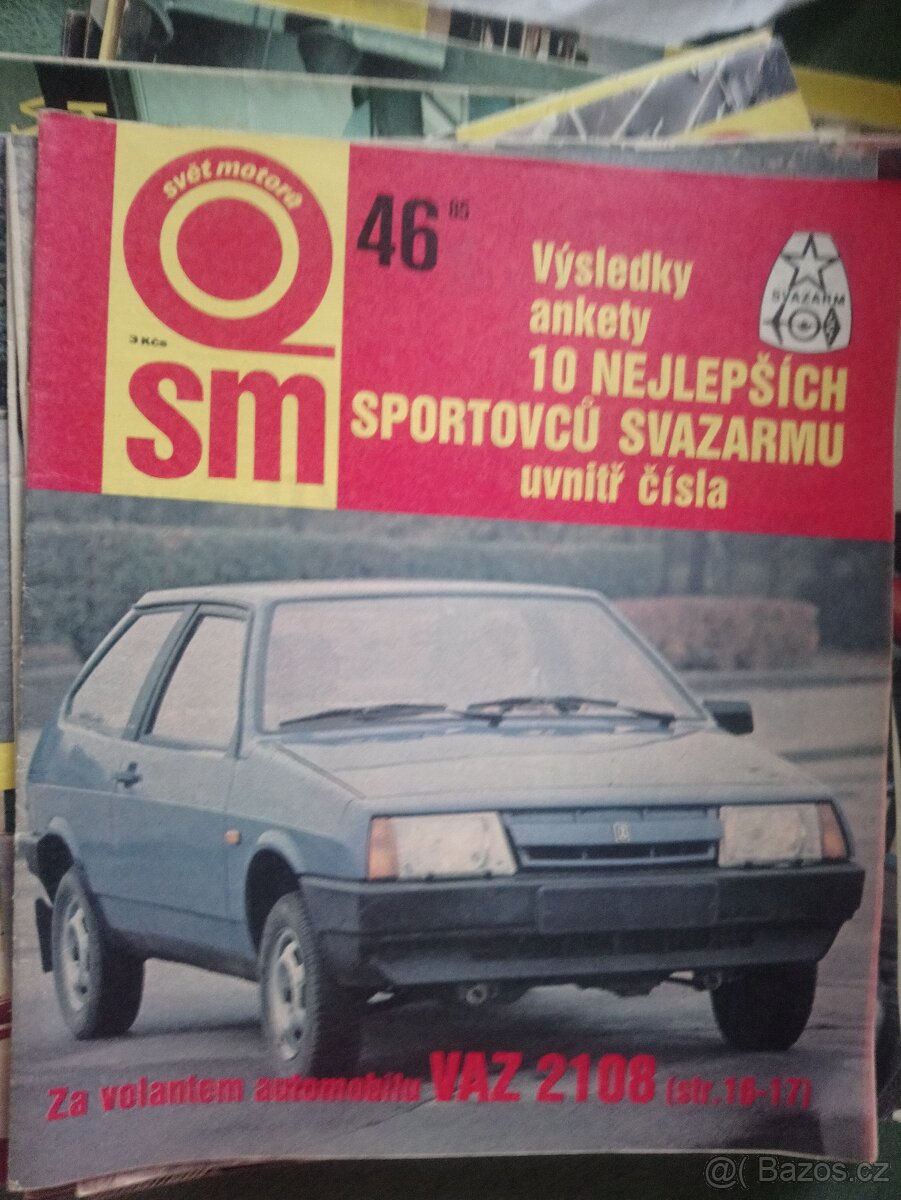 svět motorů
46 '85
3 Kčs
sm
Výsledky
ankety
10 NEJLEPŠÍCH
SPORTOVCŮ SVAZARMU
uvnitř čísla
SVAZARM
Za volantem automobilu VAZ 2108 (str. 16-17)
@( Bazos.cz